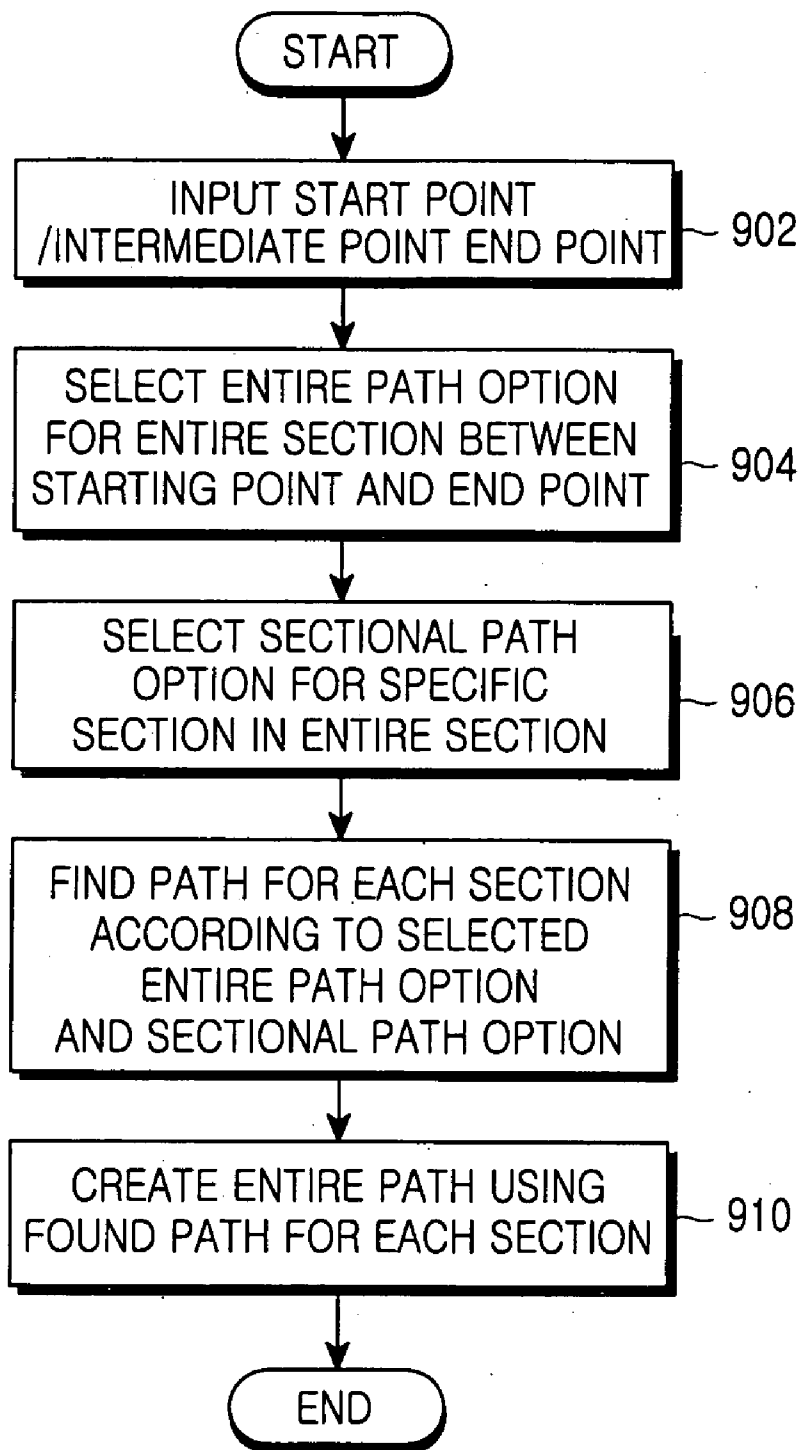 START
INPUT START POINT
/INTERMEDIATE POINT END POINT
902
SELECT ENTIRE PATH OPTION
FOR ENTIRE SECTION BETWEEN
STARTING POINT AND END POINT
904
SELECT SECTIONAL PATH
OPTION FOR SPECIFIC
SECTION IN ENTIRE SECTION
906
FIND PATH FOR EACH SECTION
ACCORDING TO SELECTED
ENTIRE PATH OPTION
AND SECTIONAL PATH OPTION
908
CREATE ENTIRE PATH USING
FOUND PATH FOR EACH SECTION
910
END